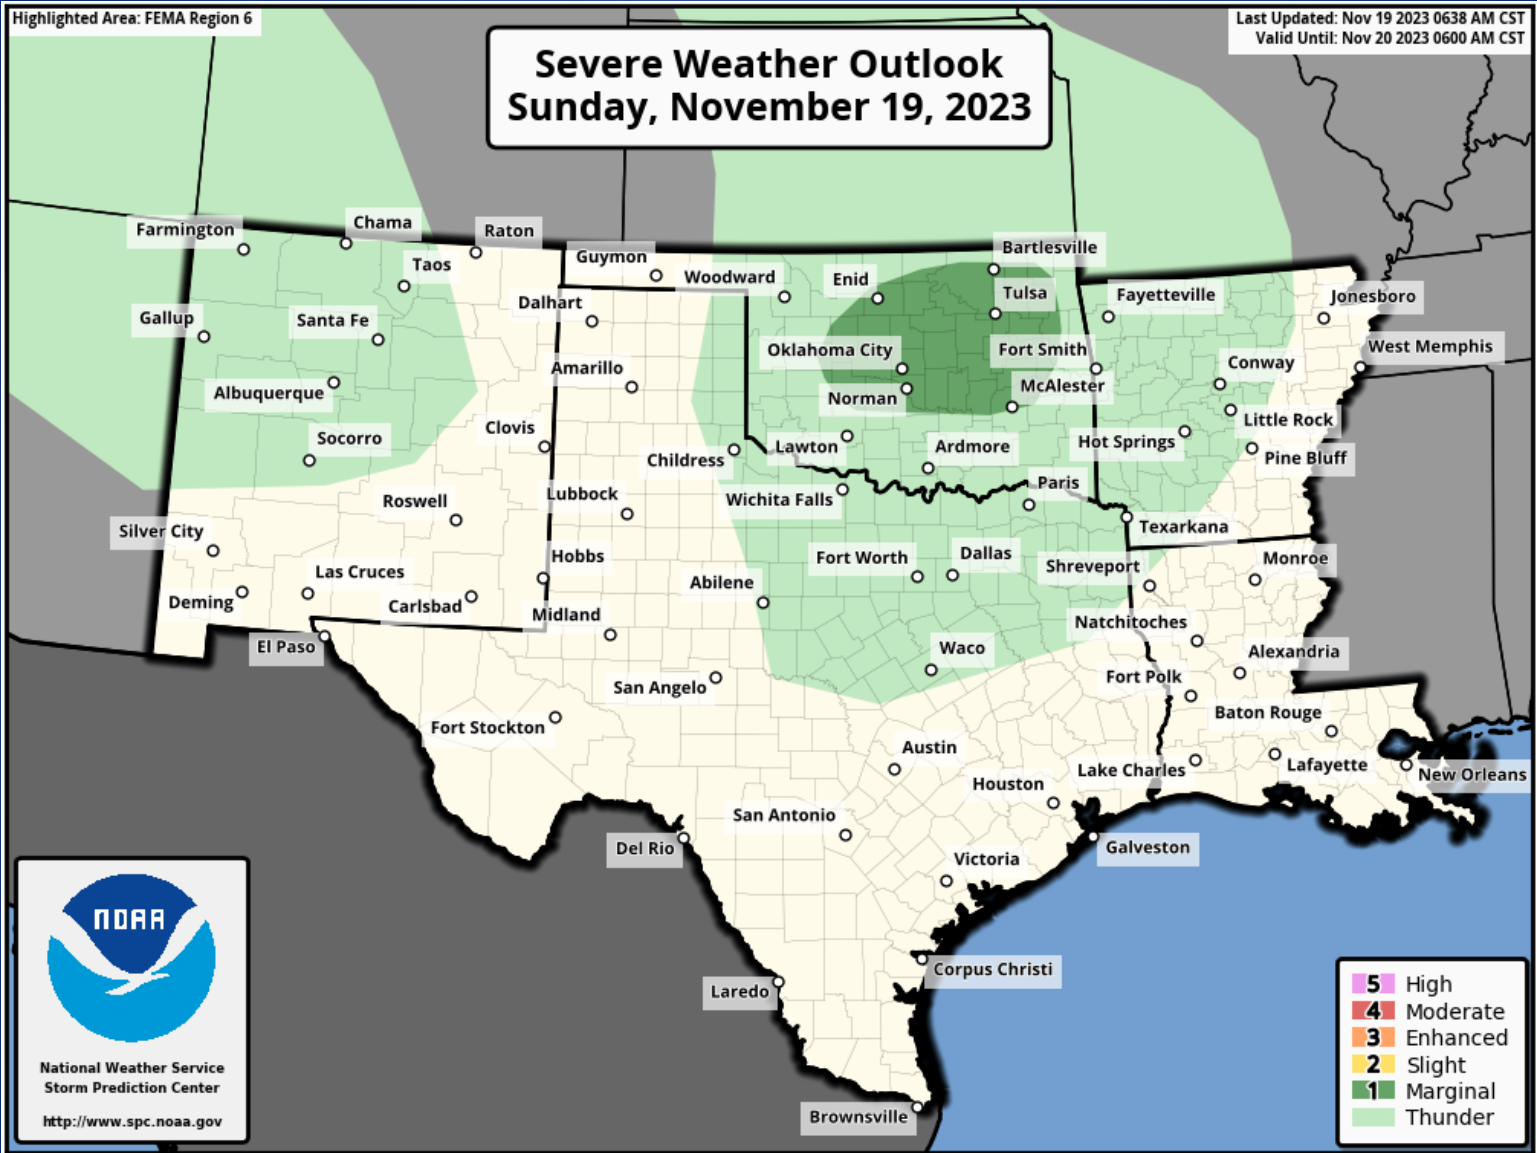 Highlighted Area: FEMA Region 6
Last Updated: Nov 19 2023 0638 AM CST
Valid Until: Nov 20 2023 0600 AM CST
Severe Weather Outlook
Sunday, November 19, 2023
Farmington
Chama
Raton
Taos
Guymon
Woodward
Enid
Bartlesville
Tulsa
Fayetteville
Jonesboro
Gallup
Santa Fe
Dalhart
Oklahoma City
Fort Smith
West Memphis
Conway
Amarillo
Albuquerque
Norman
McAlester
Little Rock
Clovis
Socorro
Childress
Lawton
Ardmore
Hot Springs
Pine Bluff
Roswell
Lubbock
Wichita Falls
Paris
Texarkana
Silver City
Hobbs
Las Cruces
Fort Worth
Dallas
Shreveport
Monroe
Deming
Carlsbad
Midland
Abilene
Natchitoches
El Paso
Waco
Alexandria
San Angelo
Fort Polk
Fort Stockton
Baton Rouge
Austin
Houston
Lake Charles
Lafayette
New Orleans
San Antonio
Del Rio
Victoria
Galveston
Corpus Christi
Laredo
Brownsville
NOAA
National Weather Service
Storm Prediction Center
http://www.spc.noaa.gov
5 High
4 Moderate
3 Enhanced
2 Slight
1 Marginal
Thunder